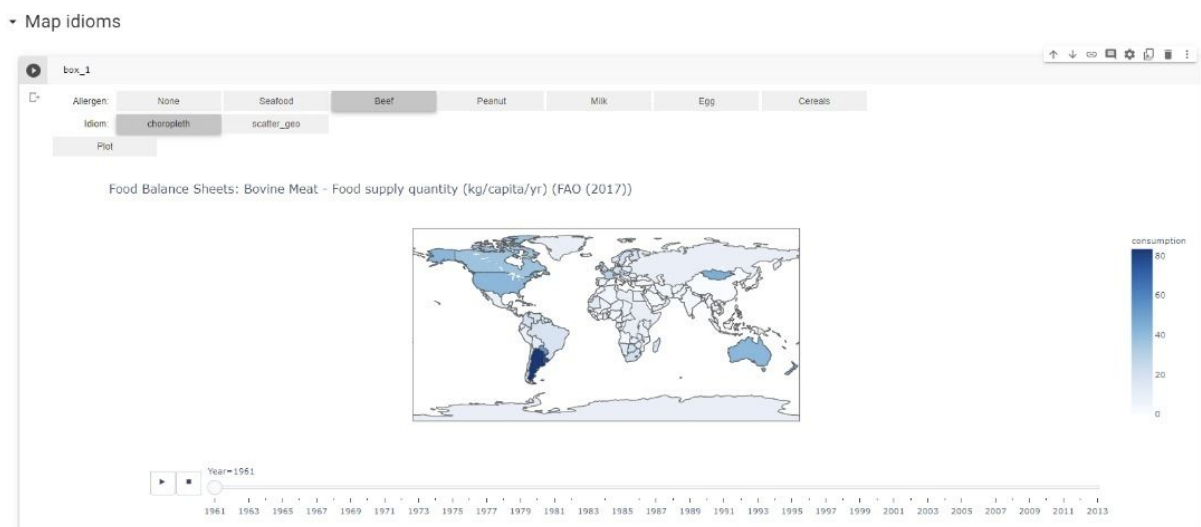 Map idioms
box_1
Allergen: None Seafood Beef Peanut Milk Egg Cereals
Idiom: choropleth scatter_geo
Plot
Food Balance Sheets: Bovine Meat - Food supply quantity (kg/capita/yr) (FAO (2017))
consumption
80
60
40
20
0
Year=1961
1961 1963 1965 1967 1969 1971 1973 1975 1977 1979 1981 1983 1985 1987 1989 1991 1993 1995 1997 1999 2001 2003 2005 2007 2009 2011 2013